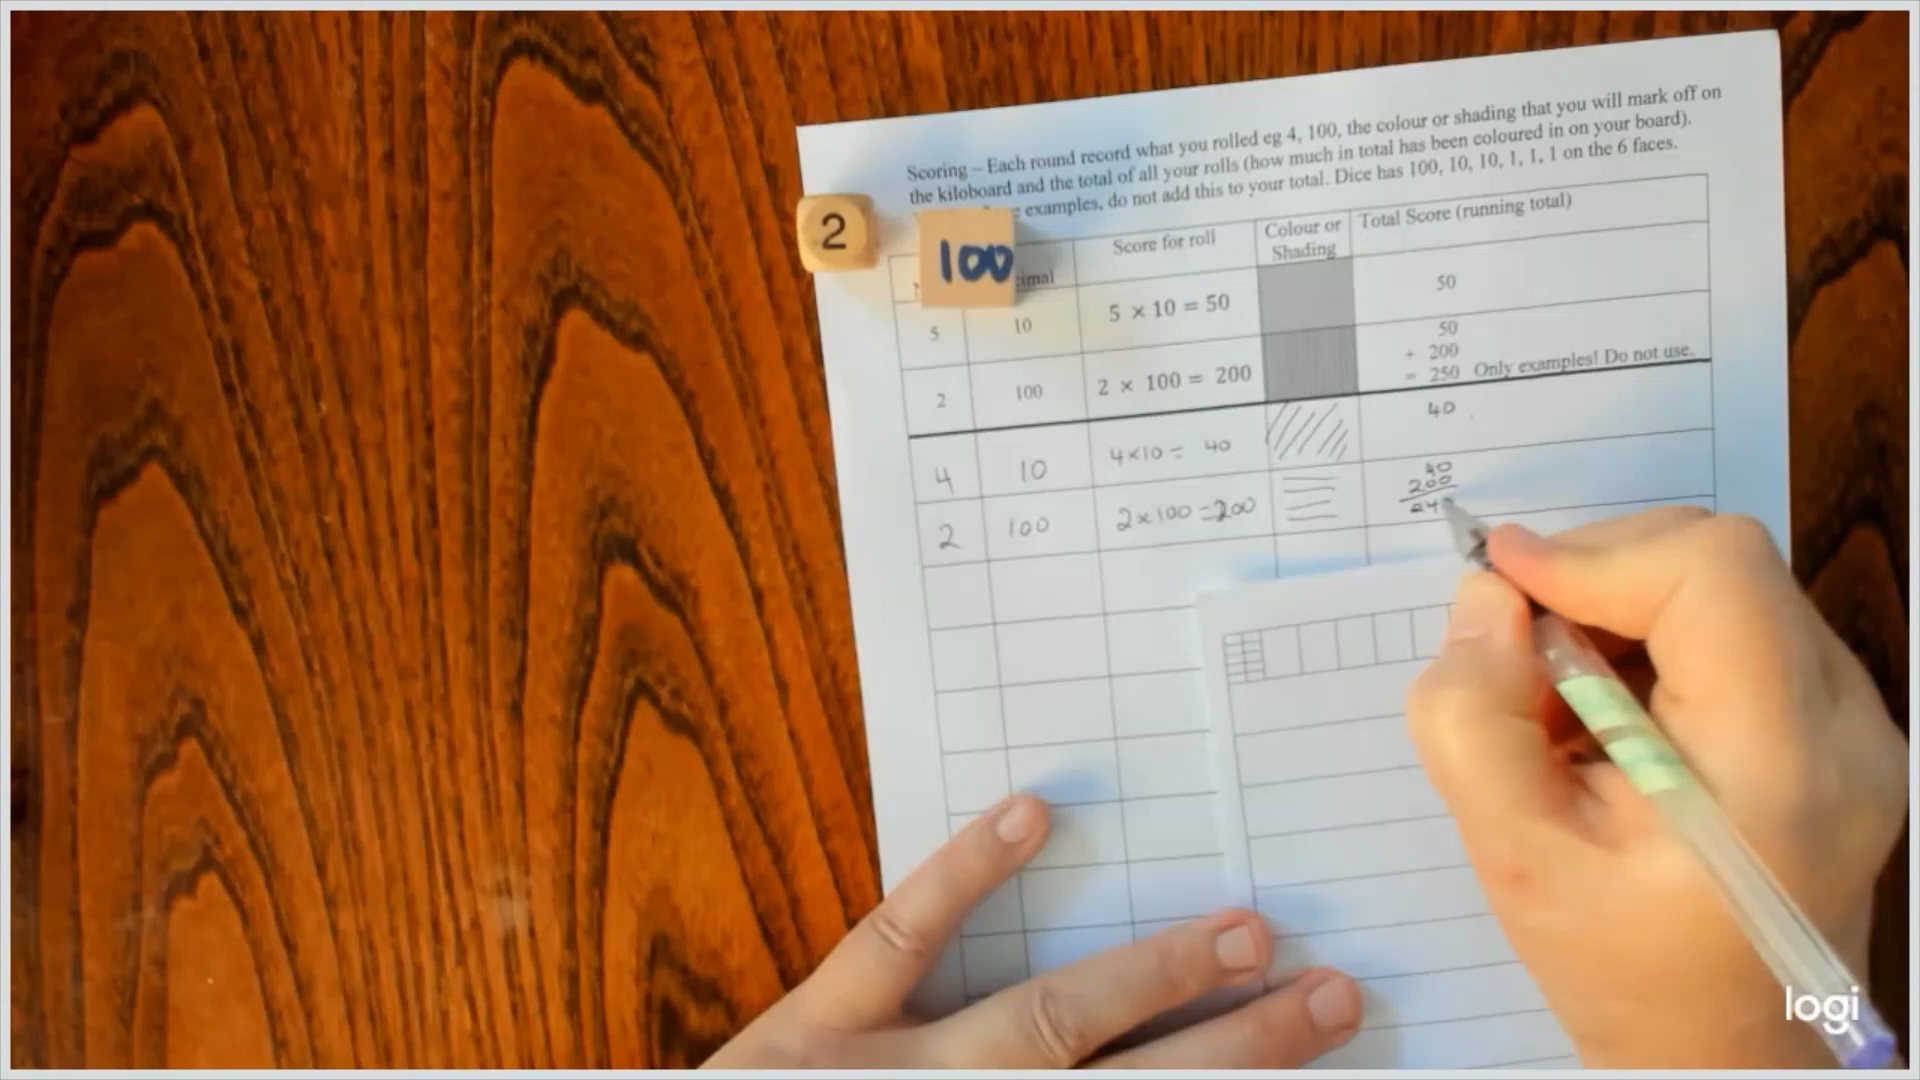 Scoring – Each round record what you rolled eg 4, 100, the colour or shading that you will mark off on
the kiloboard and the total of all your rolls (how much in total has been coloured in on your board).
examples, do not add this to your total. Dice has 100, 10, 10, 1, 1, 1 on the 6 faces.
2
100
Score for roll
Colour or
Shading
Total Score (running total)
5
10
5 × 10 = 50
50
2
100
2 × 100 = 200
50
+ 200
= 250 Only examples! Do not use.
4
10
4×10 = 40
40
2
100
2×100=200
40
200
logi